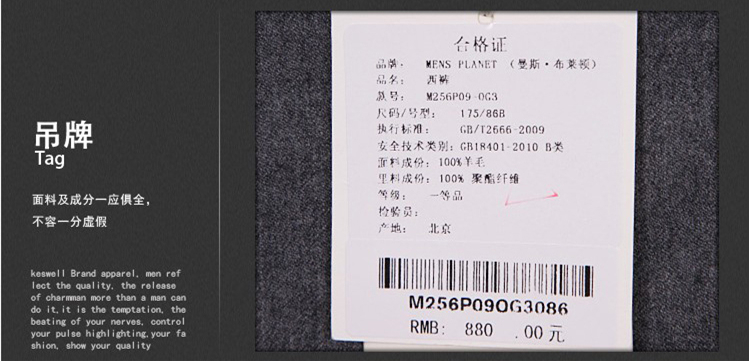 吊牌
Tag
面料及成分一应俱全，
不容一分虚假
keswell Brand apparel, men ref
lect the quality, the release
of charmman more than a man can
do it,it is the temptation, the
beating of your nerves, control
your pulse highlighting,your fa
shion, show your quality
合格证
品牌： MENS PLANET （曼斯·布莱顿）
品名： 西裤
款号： M256P09-0G3
尺码/号型： 175/86B
执行标准： GB/T2666-2009
安全技术类别：GB18401-2010 B类
面料成份：100%羊毛
里料成份：100% 聚酯纤维
等级： 一等品
检验员：
产地： 北京
M256P09OG3086
RMB: 880 .00 元